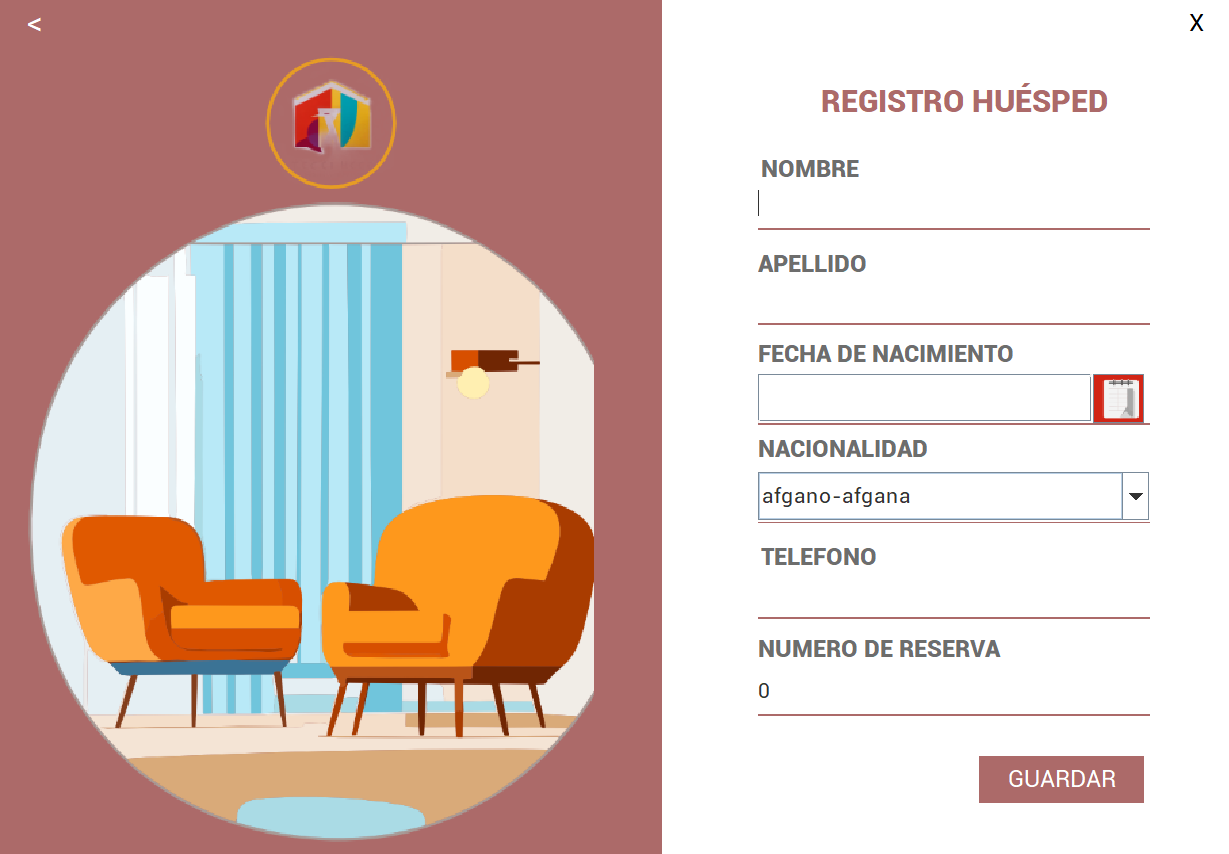 <
X
REGISTRO HUÉSPED
NOMBRE
APELLIDO
FECHA DE NACIMIENTO
NACIONALIDAD
afgano-afgana
TELEFONO
NUMERO DE RESERVA
0
GUARDAR